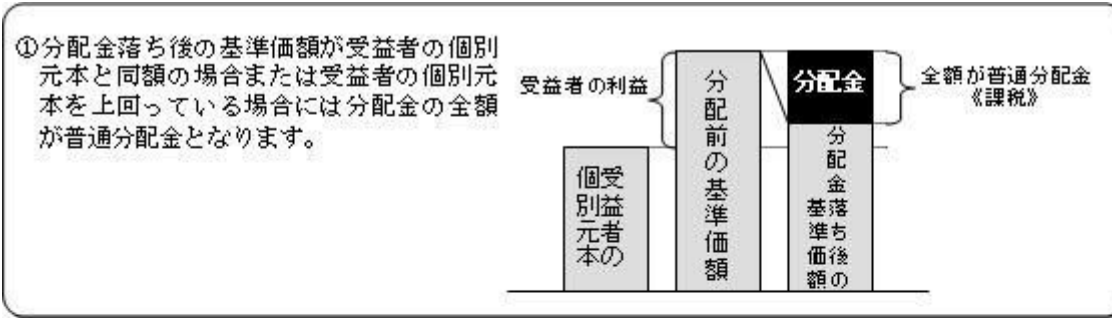 ①分配金落ち後の基準価額が受益者の個別
元本と同額の場合または受益者の個別元
本を上回っている場合には分配金の全額
が普通分配金となります。
受益者の利益
受益者の
個別元本
分配前の基準価額
分配金
分配金落ち後の
基準価額
全額が普通分配金
《課税》